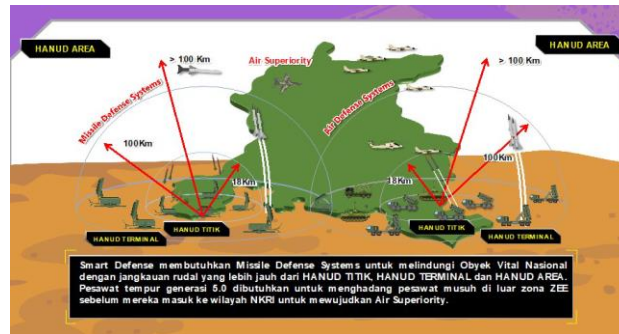 HANUD AREA
HANUD AREA
> 100 Km
Air Superiority
> 100 Km
Missile Defense Systems
Air Defense Systems
100Km
100Km
18Km
18Km
HANUD TITIK
HANUD TITIK
HANUD TERMINAL
HANUD TERMINAL
Smart Defense membutuhkan Missile Defense Systems untuk melindungi Obyek Vital Nasional
dengan jangkauan rudal yang lebih jauh dari HANUD TITIK, HANUD TERMINAL dan HANUD AREA.
Pesawat tempur generasi 5.0 dibutuhkan untuk menghadang pesawat musuh di luar zona ZEE
sebelum mereka masuk ke wilayah NKRI untuk mewujudkan Air Superiority.